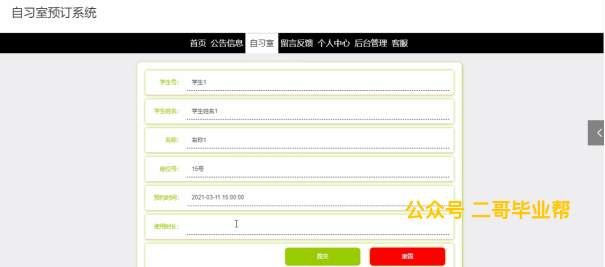 自习室预订系统
首页 公告信息 自习室 留言反馈 个人中心 后台管理 客服
学生号: 学生1
学生姓名: 学生姓名1
名称: 名称1
座位号: 15号
预约时间: 2021-03-11 15:00:00
公众号 二哥毕业帮
使用时长:
提交 重置